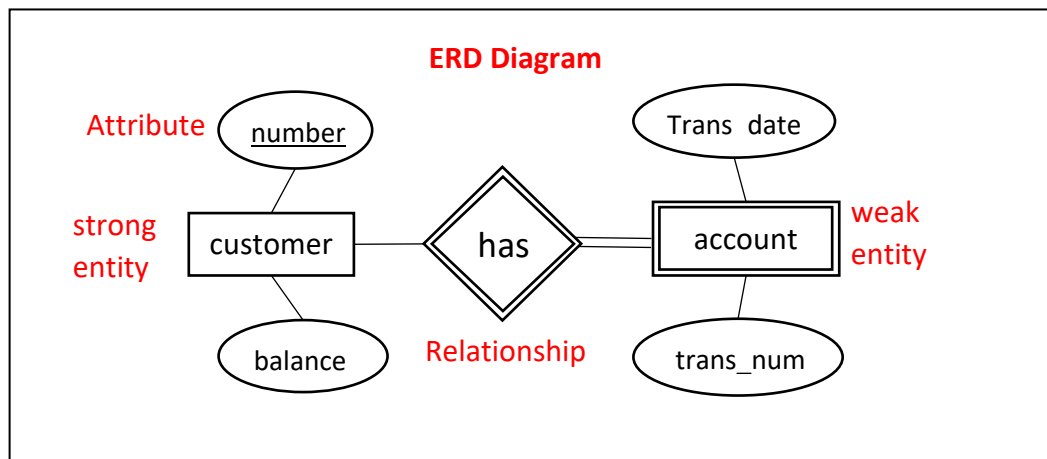 ERD Diagram
Attribute
number
Trans date
strong
entity
customer
has
account
weak
entity
balance
Relationship
trans_num